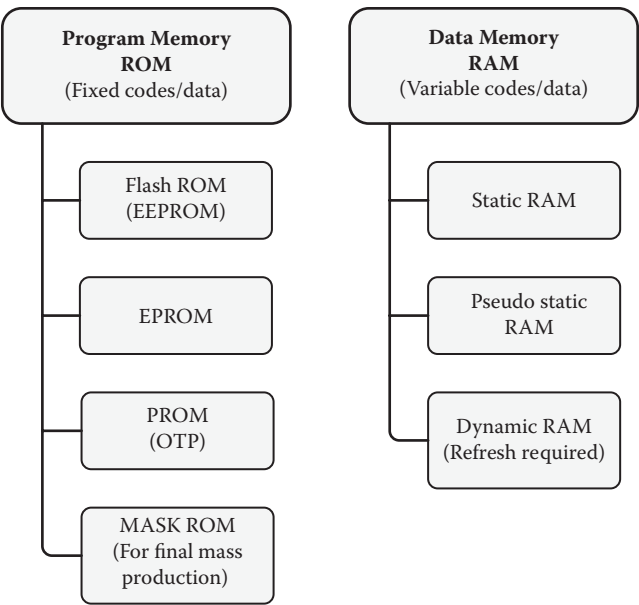 Program Memory
ROM
(Fixed codes/data)
Flash ROM
(EEPROM)
EPROM
PROM
(OTP)
MASK ROM
(For final mass
production)
Data Memory
RAM
(Variable codes/data)
Static RAM
Pseudo static
RAM
Dynamic RAM
(Refresh required)